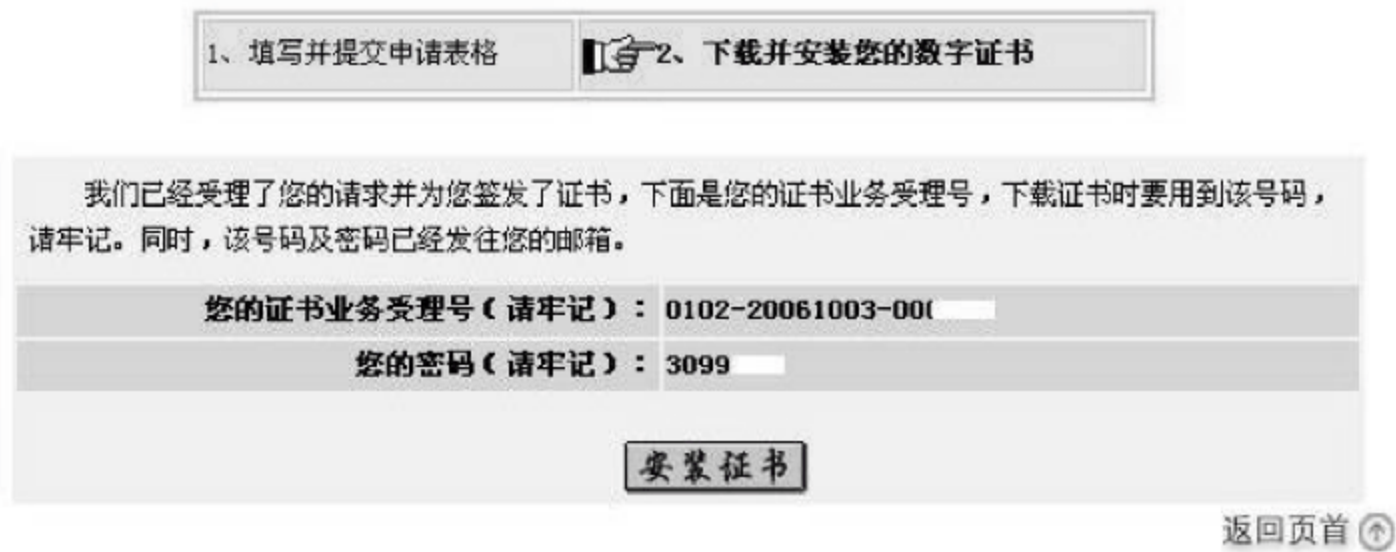 1、填写并提交申请表格 2、下载并安装您的数字证书
我们已经受理了您的请求并为您签发了证书，下面是您的证书业务受理号，下载证书时要用到该号码，
请牢记。同时，该号码及密码已经发往您的邮箱。
您的证书业务受理号（请牢记）： 0102-20061003-00
您的密码（请牢记）： 3099
安装证书
返回页首